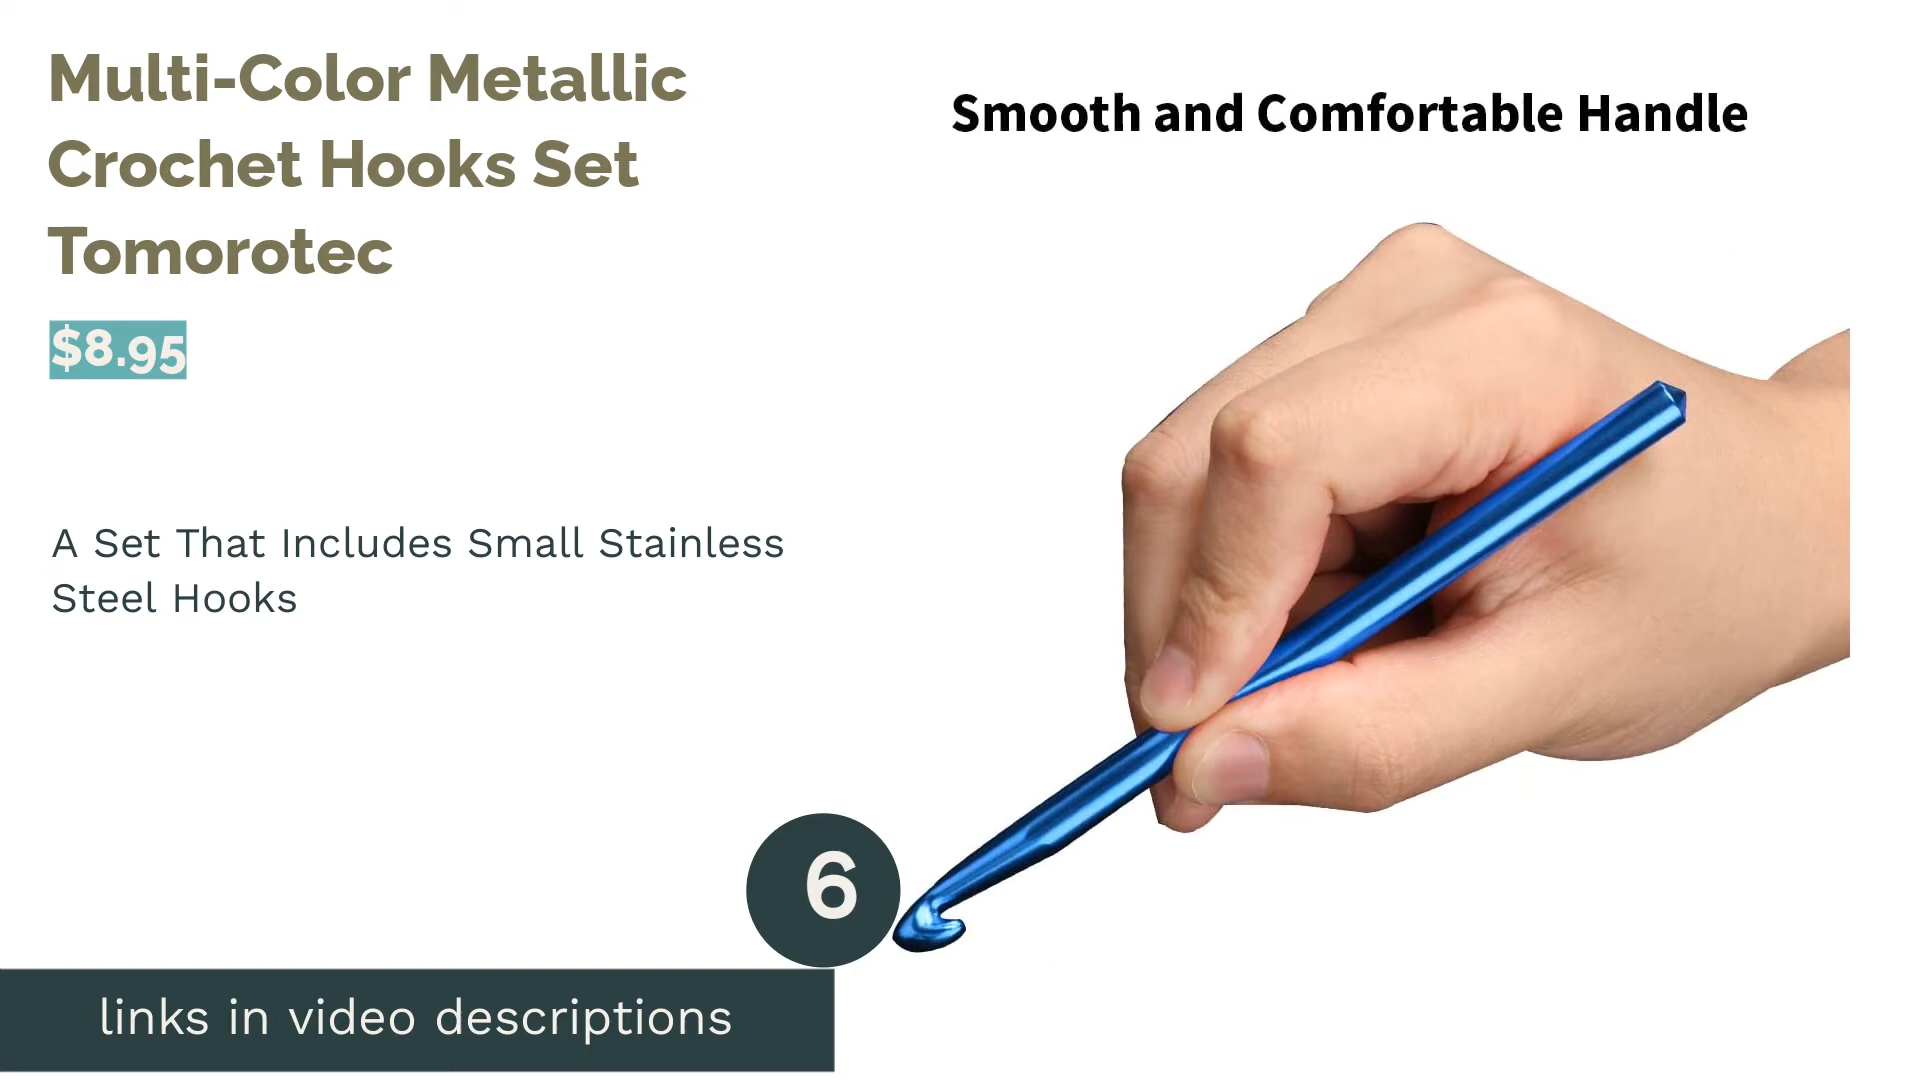 Multi-Color Metallic
Crochet Hooks Set
Tomorotec
$8.95
Smooth and Comfortable Handle
A Set That Includes Small Stainless
Steel Hooks
6
links in video descriptions